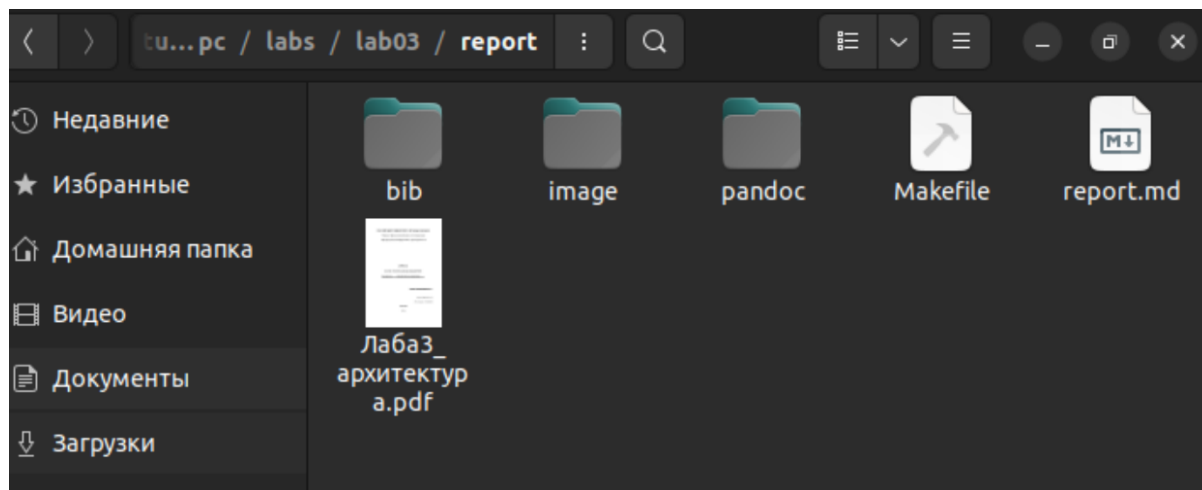 tu...pc / labs / lab03 / report
Недавние
Избранные
Домашняя папка
Видео
Документы
Загрузки
bib
image
pandoc
Makefile
M↓
report.md
Лаба3_
архитектур
а.pdf